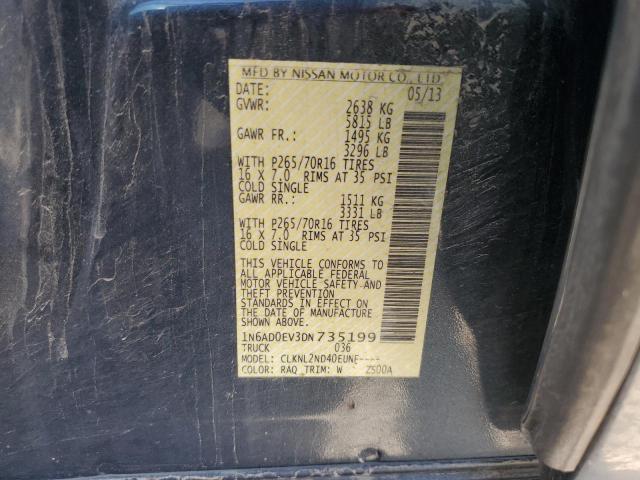 MFD BY NISSAN MOTOR CO., LTD.
DATE: 05/13
GVWR: 2638 KG
5815 LB
GAWR FR.: 1495 KG
3296 LB
WITH P265/70R16 TIRES
16 X 7.0 RIMS AT 35 PSI
COLD SINGLE
GAWR RR.: 1511 KG
3331 LB
WITH P265/70R16 TIRES
16 X 7.0 RIMS AT 35 PSI
COLD SINGLE
THIS VEHICLE CONFORMS TO
ALL APPLICABLE FEDERAL
MOTOR VEHICLE SAFETY AND
THEFT PREVENTION
STANDARDS IN EFFECT ON
THE DATE OF MANUFACTURE
SHOWN ABOVE.
1N6AD0EV3DN735199
TRUCK 036
MODEL: CLKNL2ND40EUNE----
COLOR: RAQ TRIM: W ZS00A